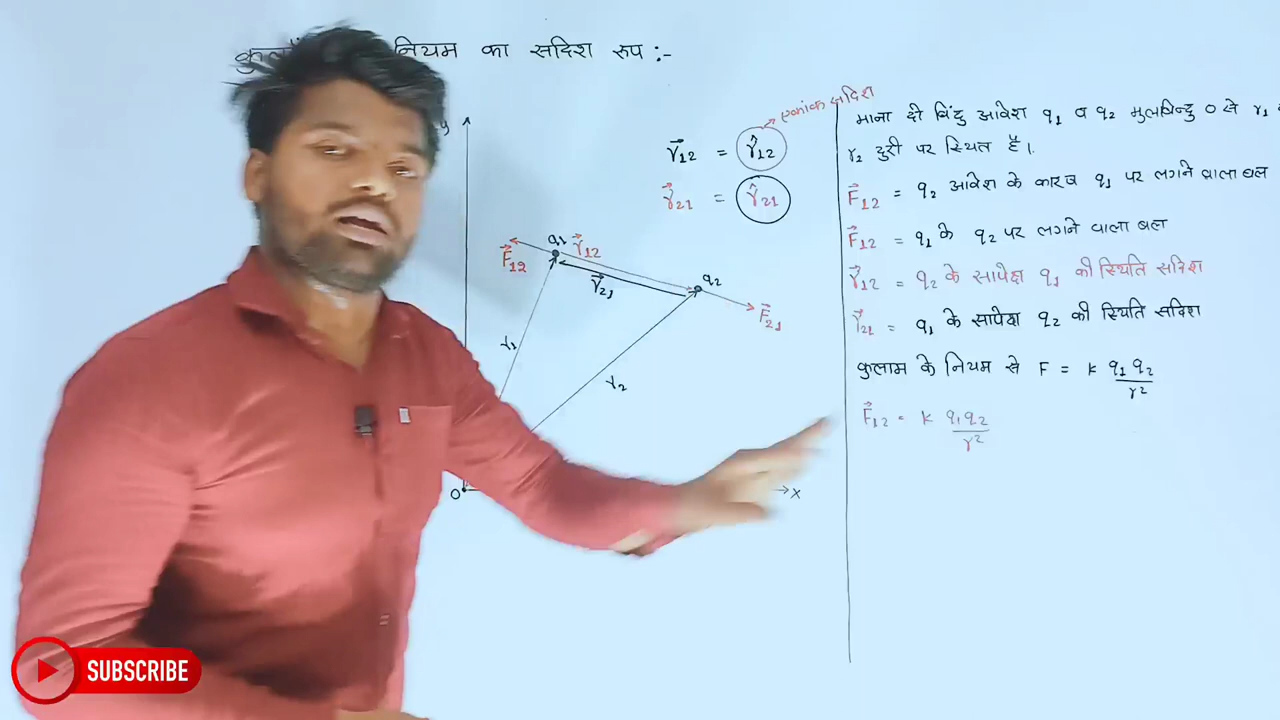 नियम का सदिश रुप :-
y
r⃗12 = r̂12
r⃗21 = r̂21
सदिश
q1
r⃗12
F⃗12
r⃗21
q2
F⃗21
r1
r2
O
x
माना दो बिंदु आवेश q1 व q2 मुलबिन्दु O से r1
r2 दुरी पर स्थित है।
F⃗12 = q2 आवेश के कारण q1 पर लगने वाला बल
F⃗12 = q1 के q2 पर लगने वाला बल
r⃗12 = q2 के सापेक्ष q1 की स्थिति सदिश
r⃗21 = q1 के सापेक्ष q2 की स्थिति सदिश
कुलाम के नियम से F = k q1 q2 / r²
F⃗12 = k q1q2 / r²
SUBSCRIBE